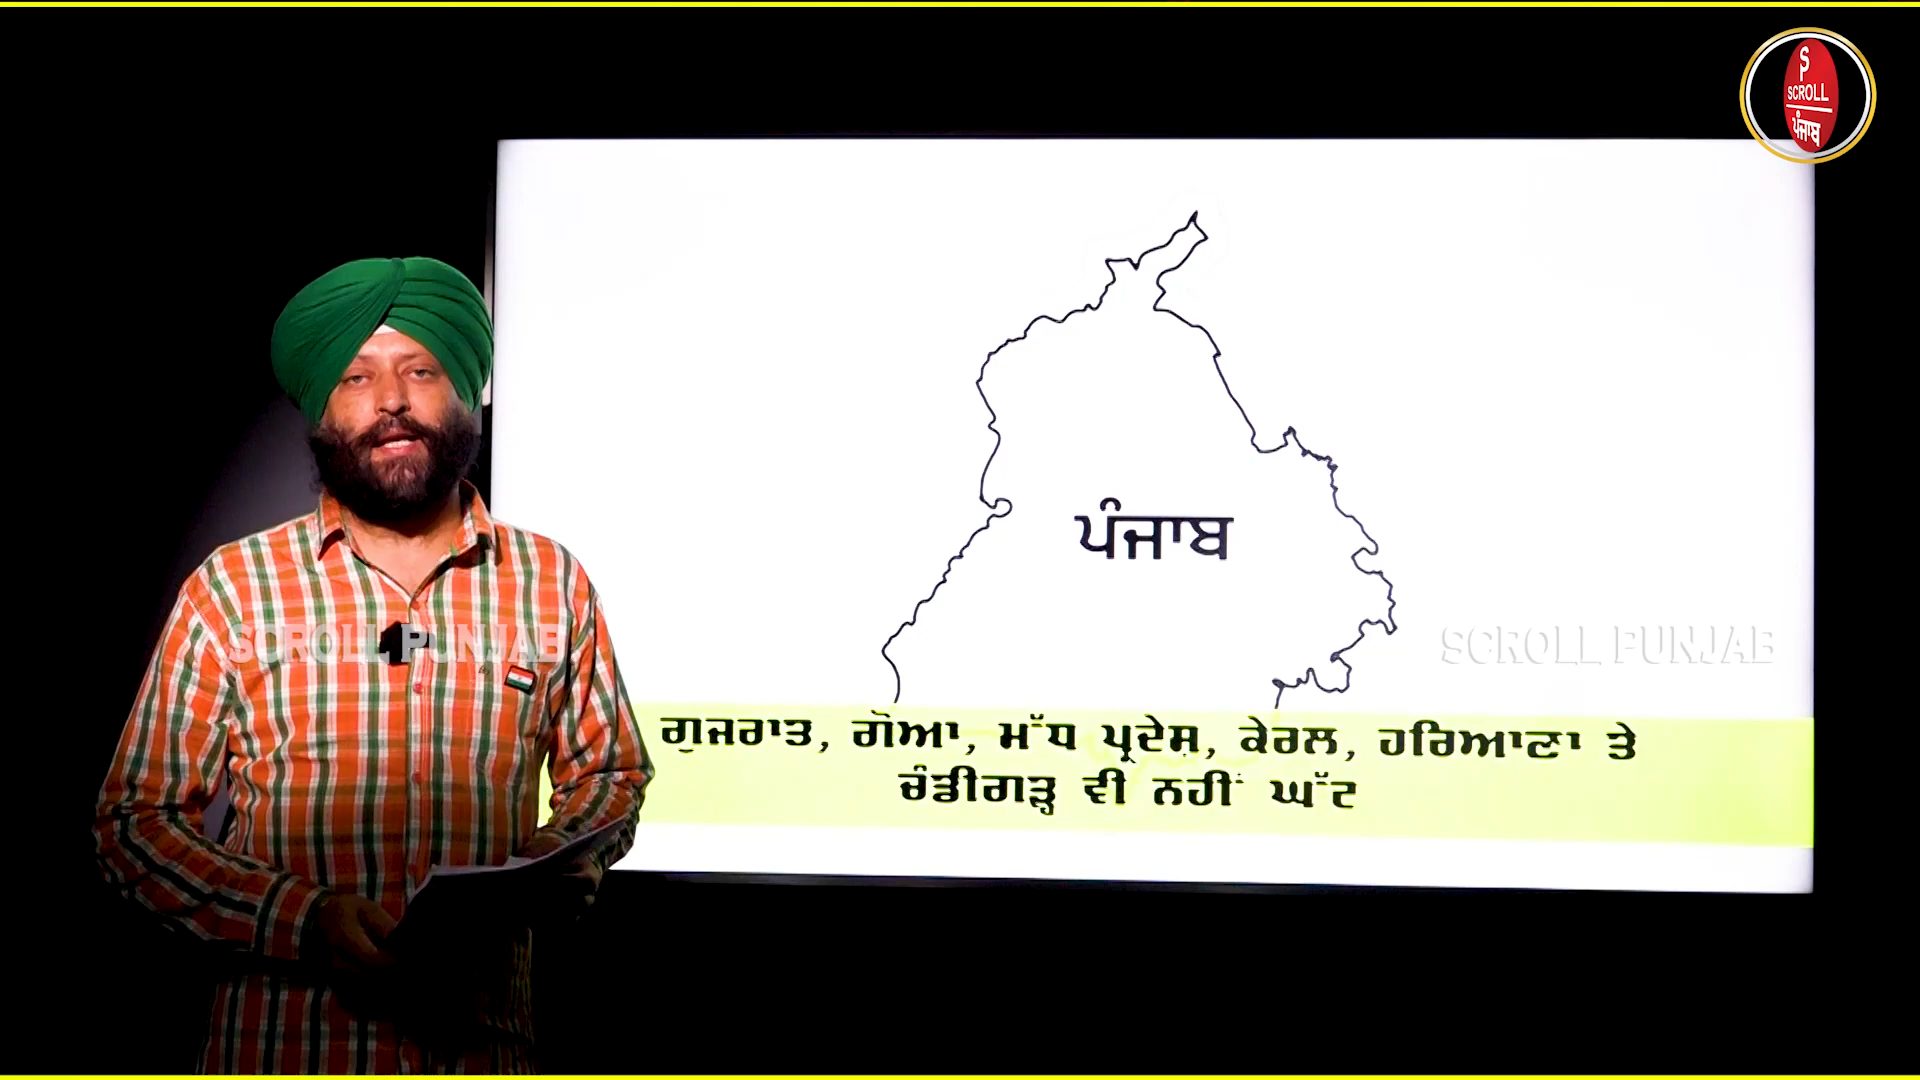 S
P
SCROLL
ਪੰਜਾਬ
ਪੰਜਾਬ
SCROLL PUNJAB
SCROLL PUNJAB
ਗੁਜਰਾਤ, ਗੋਆ, ਮੱਧ ਪ੍ਰਦੇਸ਼, ਕੇਰਲ, ਹਰਿਆਣਾ ਤੇ
ਚੰਡੀਗੜ੍ਹ ਵੀ ਨਹੀਂ ਘੱਟ